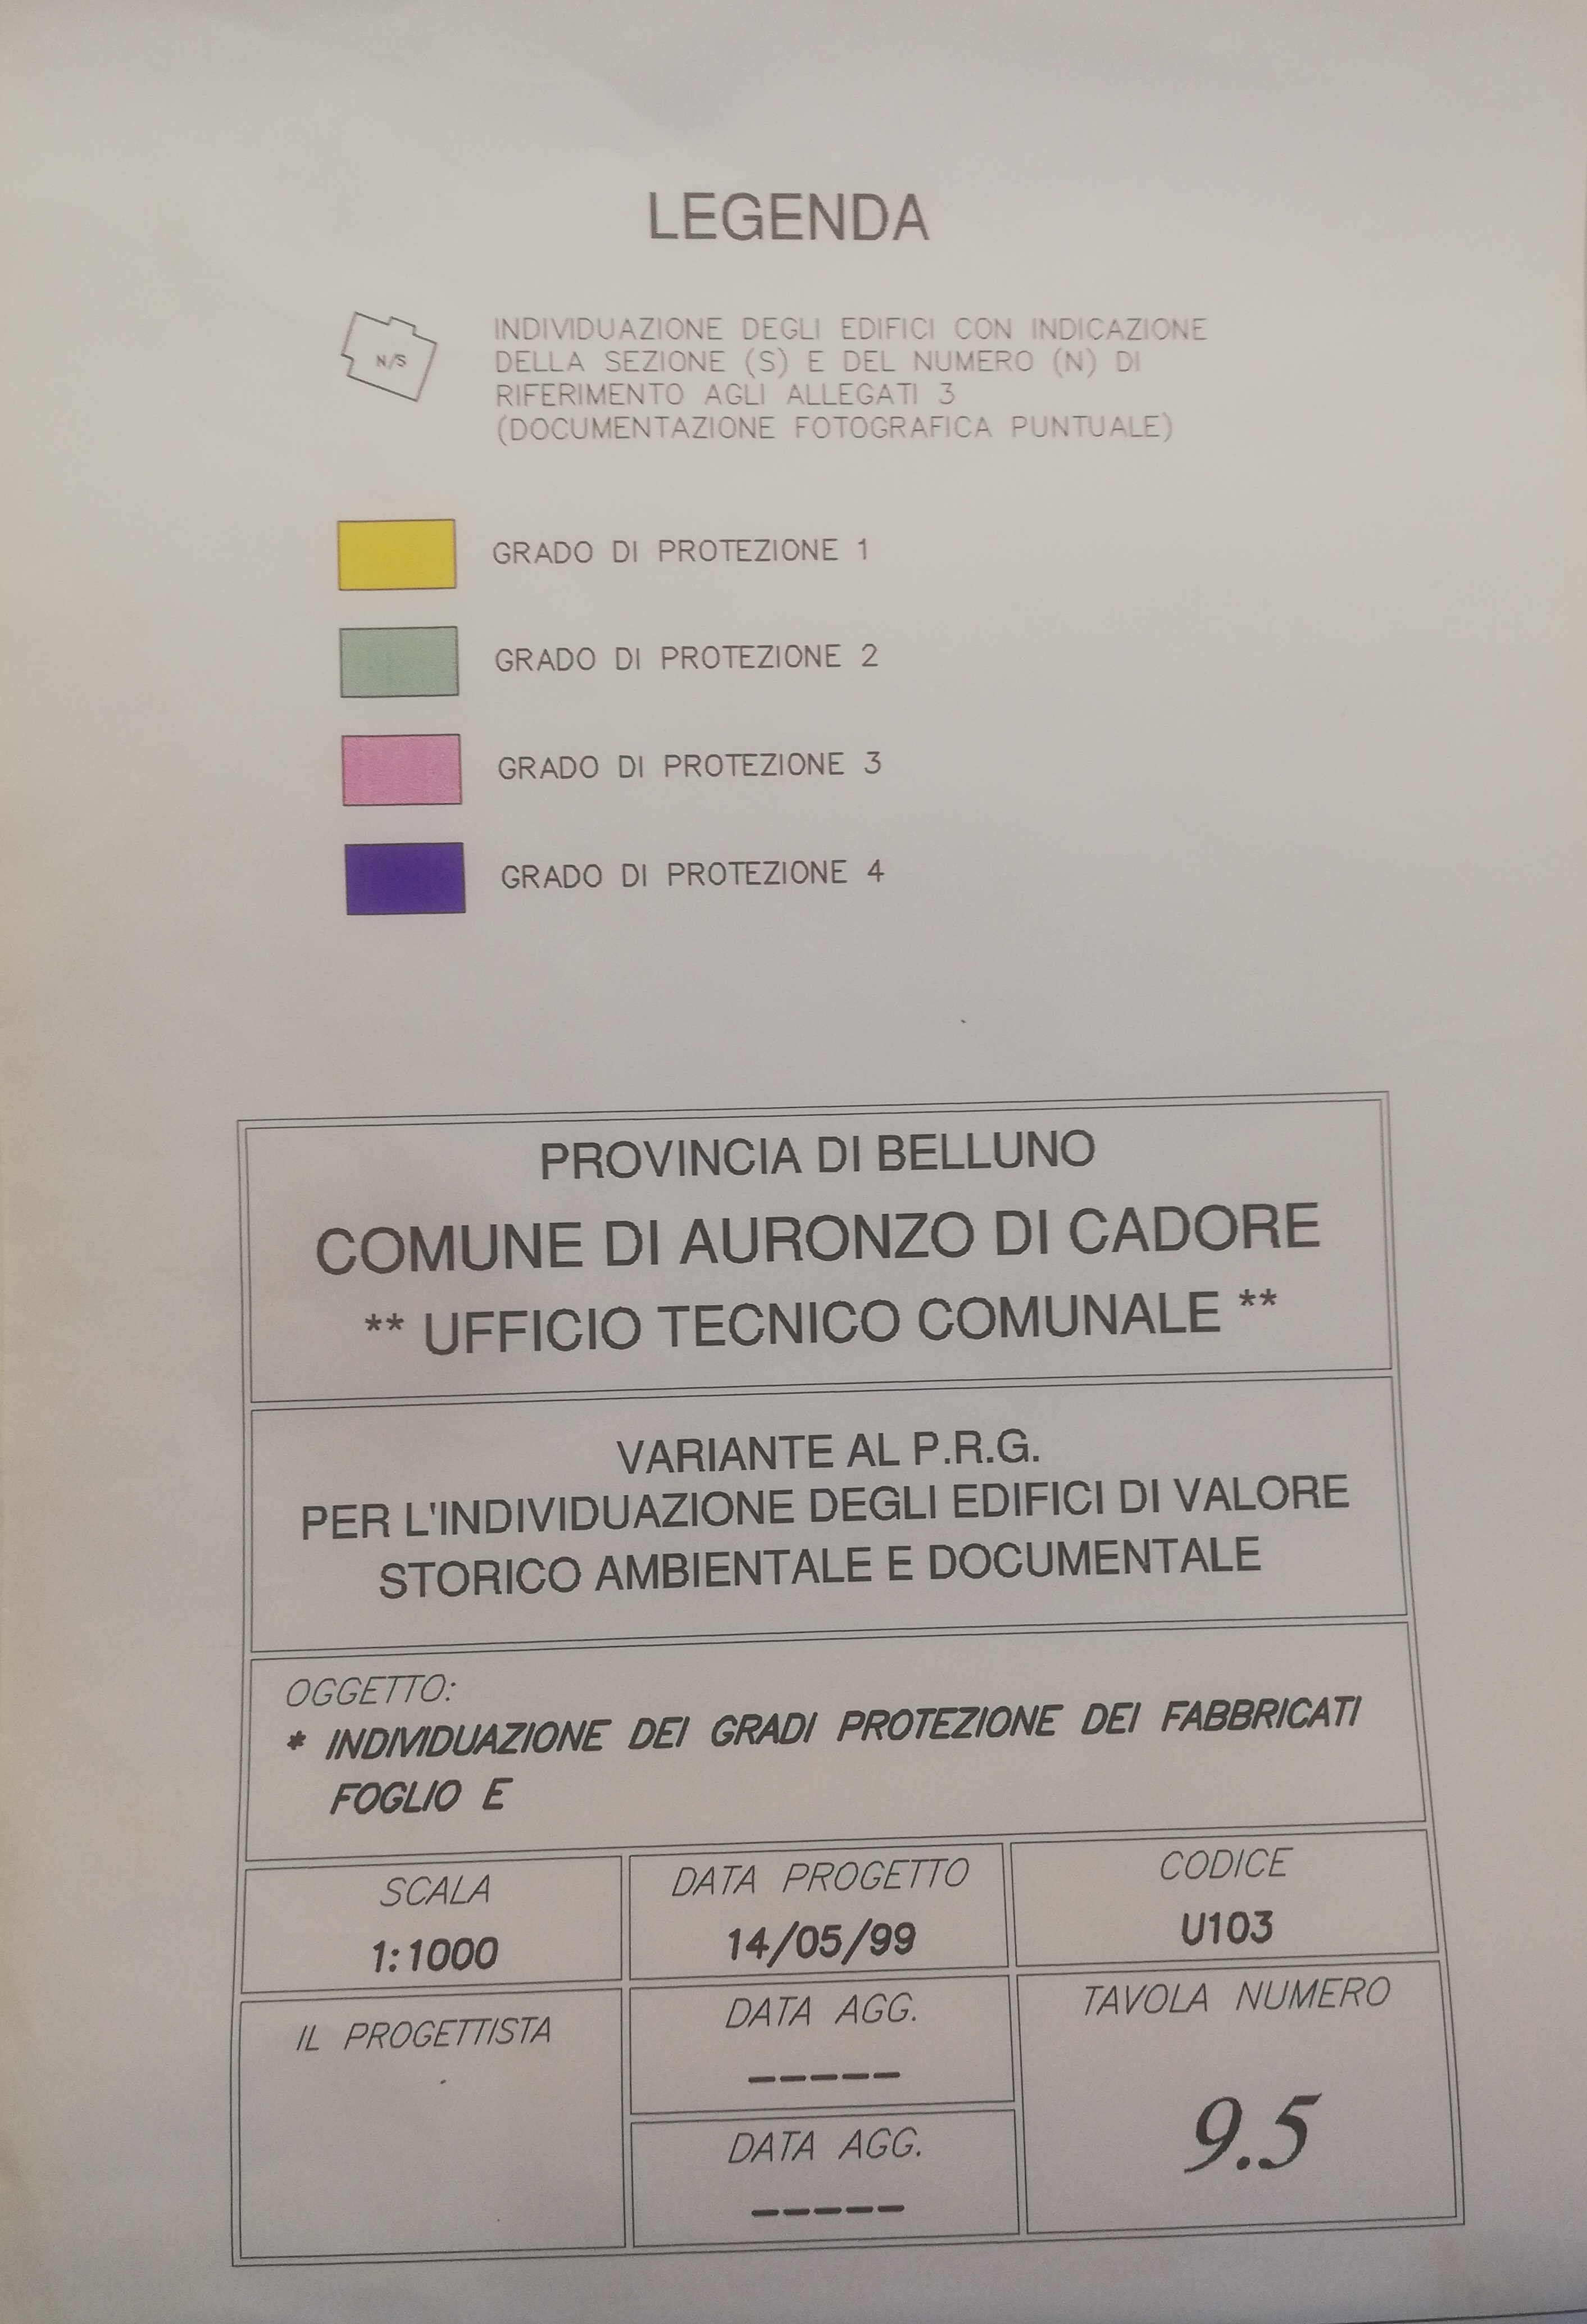 LEGENDA
N/S
INDIVIDUAZIONE DEGLI EDIFICI CON INDICAZIONE
DELLA SEZIONE (S) E DEL NUMERO (N) DI
RIFERIMENTO AGLI ALLEGATI 3
(DOCUMENTAZIONE FOTOGRAFICA PUNTUALE)
GRADO DI PROTEZIONE 1
GRADO DI PROTEZIONE 2
GRADO DI PROTEZIONE 3
GRADO DI PROTEZIONE 4
PROVINCIA DI BELLUNO
COMUNE DI AURONZO DI CADORE
** UFFICIO TECNICO COMUNALE **
VARIANTE AL P.R.G.
PER L'INDIVIDUAZIONE DEGLI EDIFICI DI VALORE
STORICO AMBIENTALE E DOCUMENTALE
OGGETTO:
* INDIVIDUAZIONE DEI GRADI PROTEZIONE DEI FABBRICATI
FOGLIO E
SCALA
1:1000
DATA PROGETTO
14/05/99
CODICE
U103
IL PROGETTISTA
DATA AGG.
-----
DATA AGG.
-----
TAVOLA NUMERO
9.5